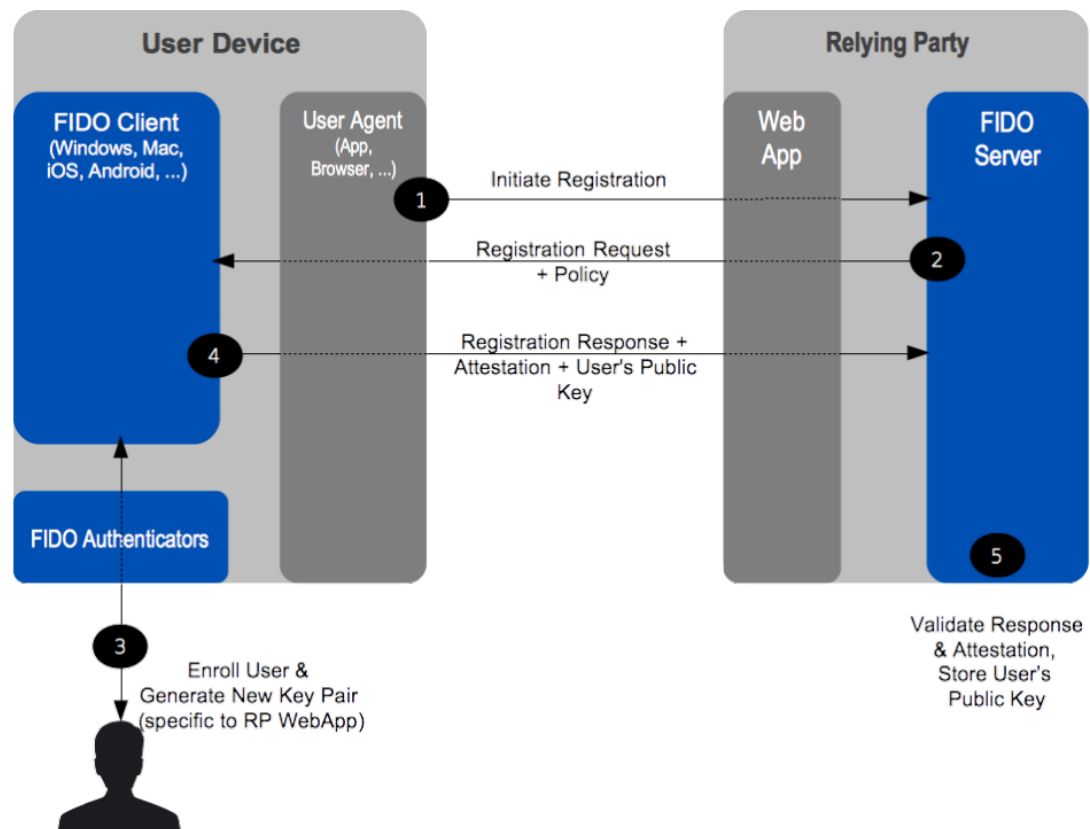 User Device
Relying Party
FIDO Client
(Windows, Mac,
iOS, Android, ...)
User Agent
(App,
Browser, ...)
Web
App
FIDO
Server
1
Initiate Registration
2
Registration Request
+ Policy
4
Registration Response +
Attestation + User's Public
Key
FIDO Authenticators
5
3
Enroll User &
Generate New Key Pair
(specific to RP WebApp)
Validate Response
& Attestation,
Store User's
Public Key